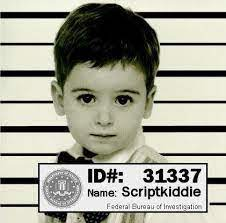 ID#: 31337
Name: Scriptkiddie
Federal Bureau of Investigation